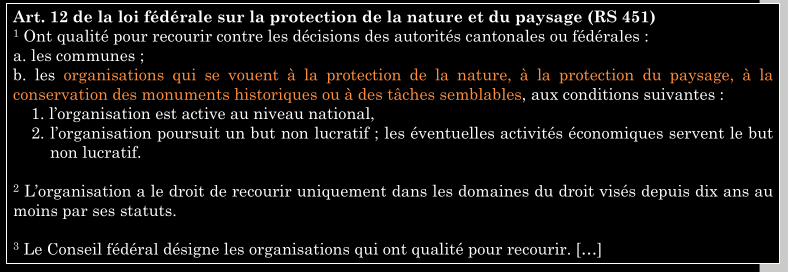 Art. 12 de la loi fédérale sur la protection de la nature et du paysage (RS 451)
¹ Ont qualité pour recourir contre les décisions des autorités cantonales ou fédérales :
a. les communes ;
b. les organisations qui se vouent à la protection de la nature, à la protection du paysage, à la
conservation des monuments historiques ou à des tâches semblables, aux conditions suivantes :
1. l’organisation est active au niveau national,
2. l’organisation poursuit un but non lucratif ; les éventuelles activités économiques servent le but
non lucratif.
² L’organisation a le droit de recourir uniquement dans les domaines du droit visés depuis dix ans au
moins par ses statuts.
³ Le Conseil fédéral désigne les organisations qui ont qualité pour recourir. […]